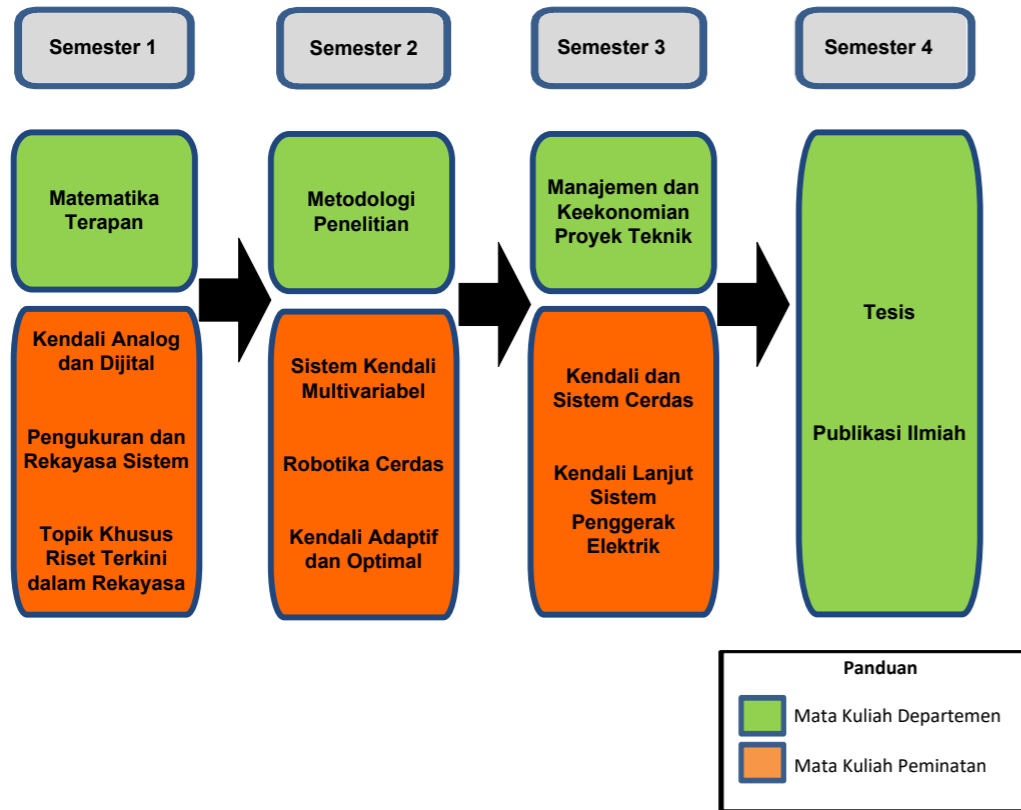 Semester 1
Semester 2
Semester 3
Semester 4
Matematika
Terapan
Metodologi
Penelitian
Manajemen dan
Keekonomian
Proyek Teknik
Kendali Analog
dan Dijital
Pengukuran dan
Rekayasa Sistem
Topik Khusus
Riset Terkini
dalam Rekayasa
Sistem Kendali
Multivariabel
Robotika Cerdas
Kendali Adaptif
dan Optimal
Kendali dan
Sistem Cerdas
Kendali Lanjut
Sistem
Penggerak
Elektrik
Tesis
Publikasi Ilmiah
Panduan
Mata Kuliah Departemen
Mata Kuliah Peminatan